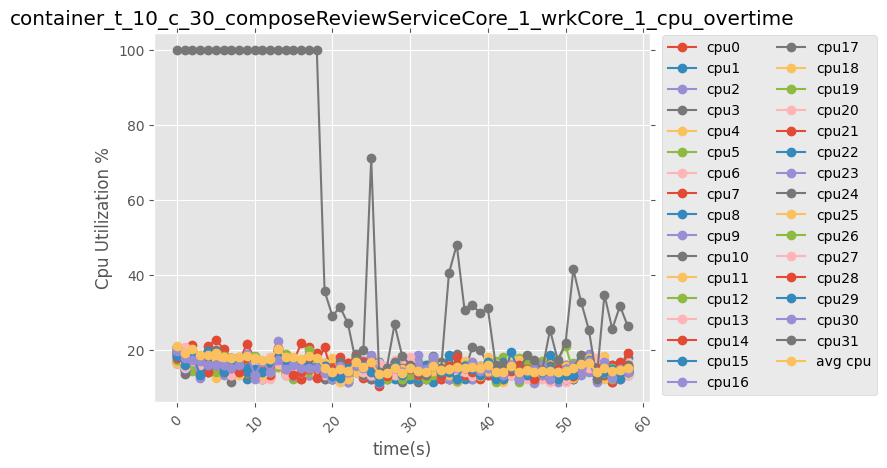 container_t_10_c_30_composeReviewServiceCore_1_wrkCore_1_cpu_overtime
Cpu Utilization %
100
80
60
40
20
0
10
20
30
40
50
60
time(s)
cpu0
cpu1
cpu2
cpu3
cpu4
cpu5
cpu6
cpu7
cpu8
cpu9
cpu10
cpu11
cpu12
cpu13
cpu14
cpu15
cpu16
cpu17
cpu18
cpu19
cpu20
cpu21
cpu22
cpu23
cpu24
cpu25
cpu26
cpu27
cpu28
cpu29
cpu30
cpu31
avg cpu